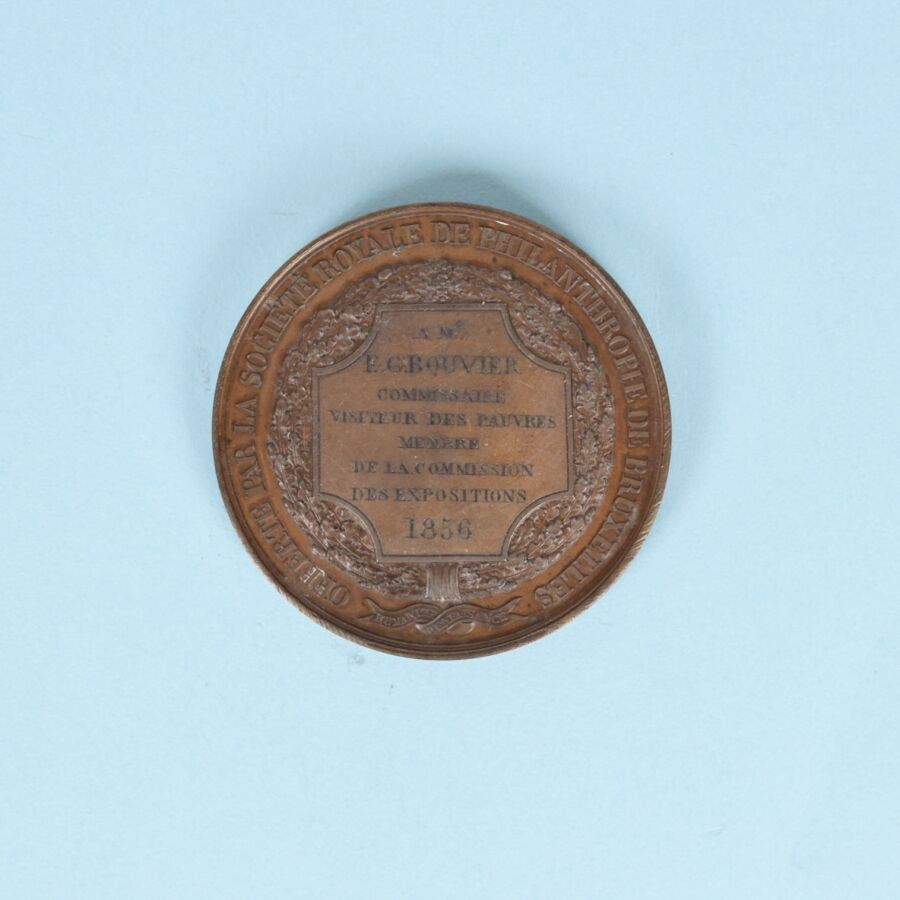 OFFERTE PAR LA SOCIÉTÉ ROYALE DE PHILANTHROPIE DE BRUXELLES
A Mr.
E.G. BOUVIER
COMMISSAIRE
VISITEUR DES PAUVRES
MEMBRE
DE LA COMMISSION
DES EXPOSITIONS
1856